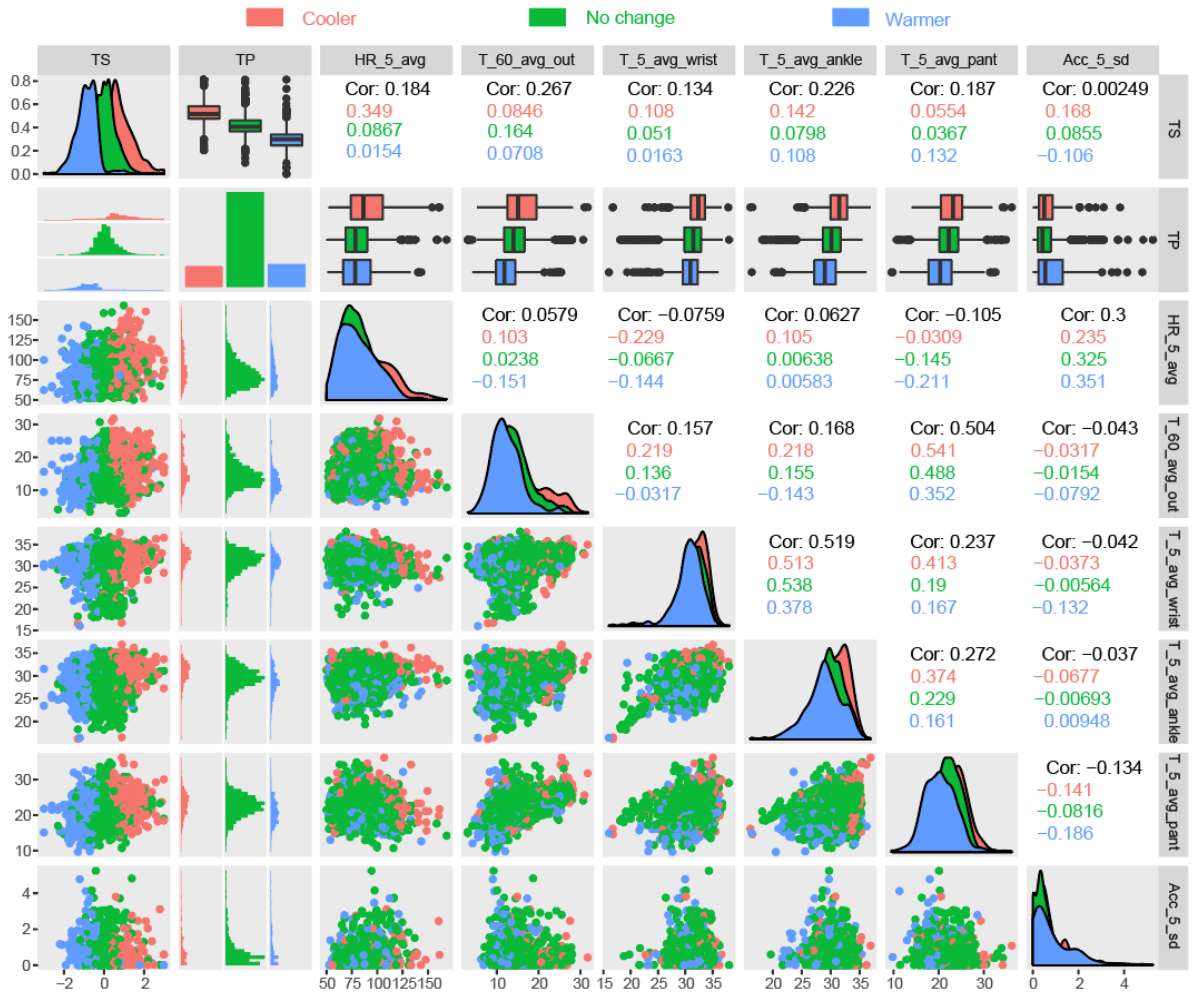 Cooler No change Warmer
TS TP HR_5_avg T_60_avg_out T_5_avg_wrist T_5_avg_ankle T_5_avg_pant Acc_5_sd
0.8 Cor: 0.184 Cor: 0.267 Cor: 0.134 Cor: 0.226 Cor: 0.187 Cor: 0.00249
0.6 0.349 0.0846 0.108 0.142 0.0554 0.168 TS
0.4 0.0867 0.164 0.051 0.0798 0.0367 0.0855
0.2 0.0154 0.0708 0.0163 0.108 0.132 −0.106
0.0
TP
150 Cor: 0.0579 Cor: −0.0759 Cor: 0.0627 Cor: −0.105 Cor: 0.3
125 0.103 −0.229 0.105 −0.0309 0.235 HR_5_avg
100 0.0238 −0.0667 0.00638 −0.145 0.325
75 −0.151 −0.144 0.00583 −0.211 0.351
50
30 Cor: 0.157 Cor: 0.168 Cor: 0.504 Cor: −0.043
20 0.219 0.218 0.541 −0.0317 T_60_avg_out
10 0.136 0.155 0.488 −0.0154
−0.0317 −0.143 0.352 −0.0792
35 Cor: 0.519 Cor: 0.237 Cor: −0.042
30 0.513 0.413 −0.0373 T_5_avg_wrist
25 0.538 0.19 −0.00564
20 0.378 0.167 −0.132
15
35 Cor: 0.272 Cor: −0.037
30 0.374 −0.0677 T_5_avg_ankle
25 0.229 −0.00693
20 0.161 0.00948
30 Cor: −0.134
20 −0.141 T_5_avg_pant
10 −0.0816
−0.186
4
2 Acc_5_sd
0
−2 0 2 50 75 100 125 150 10 20 30 15 20 25 30 35 20 25 30 35 10 20 30 0 2 4